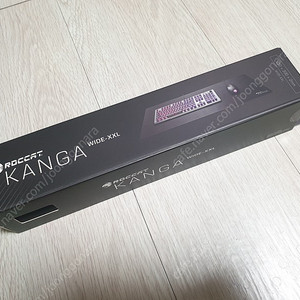 ROCCAT
KANGA
WIDE-XXL
ROCCAT
KANGA
WIDE-XXL